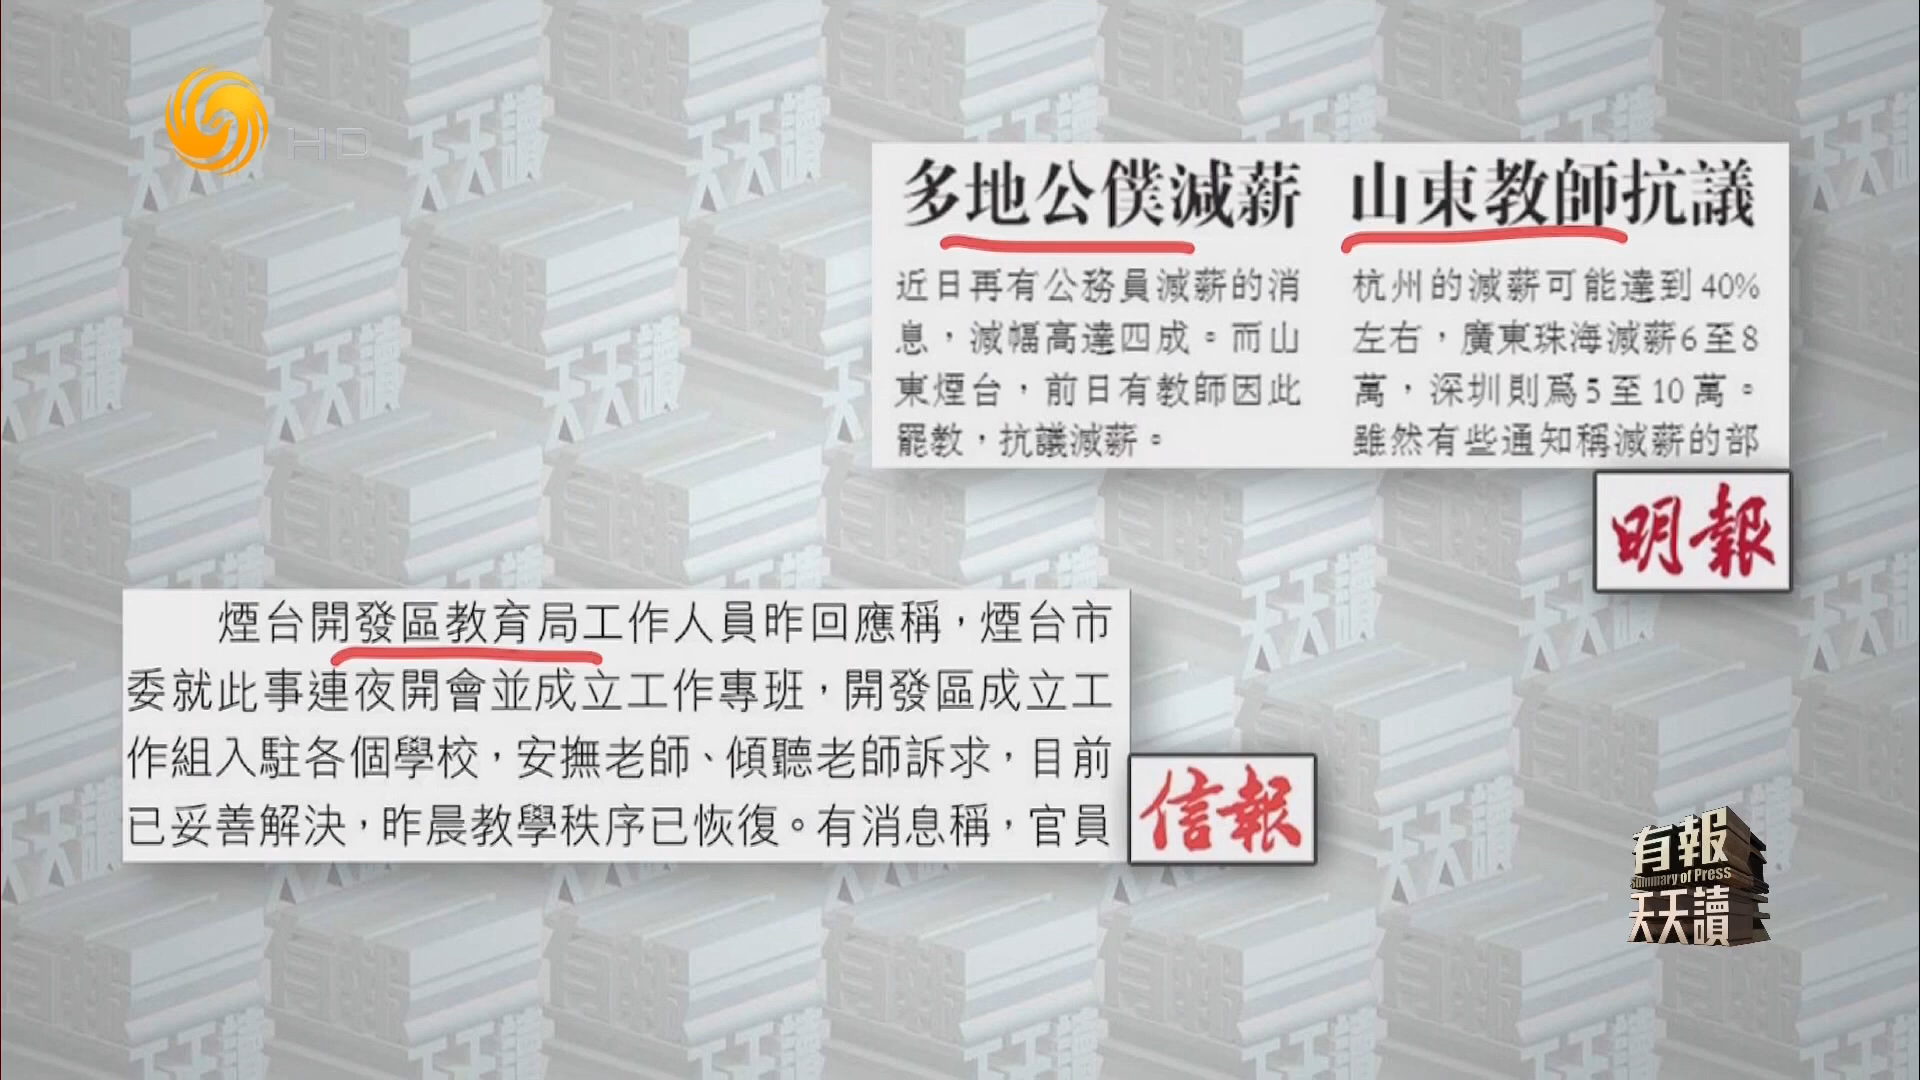 HD
多地公僕減薪 山東教師抗議
近日再有公務員減薪的消
息，減幅高達四成。而山
東煙台，前日有教師因此
罷教，抗議減薪。
杭州的減薪可能達到40%
左右，廣東珠海減薪6至8
萬，深圳則爲5至10萬。
雖然有些通知稱減薪的部
明報
煙台開發區教育局工作人員昨回應稱，煙台市
委就此事連夜開會並成立工作專班，開發區成立工
作組入駐各個學校，安撫老師、傾聽老師訴求，目前
已妥善解決，昨晨教學秩序已恢復。有消息稱，官員
信報
有報
Summary of Press
天天讀